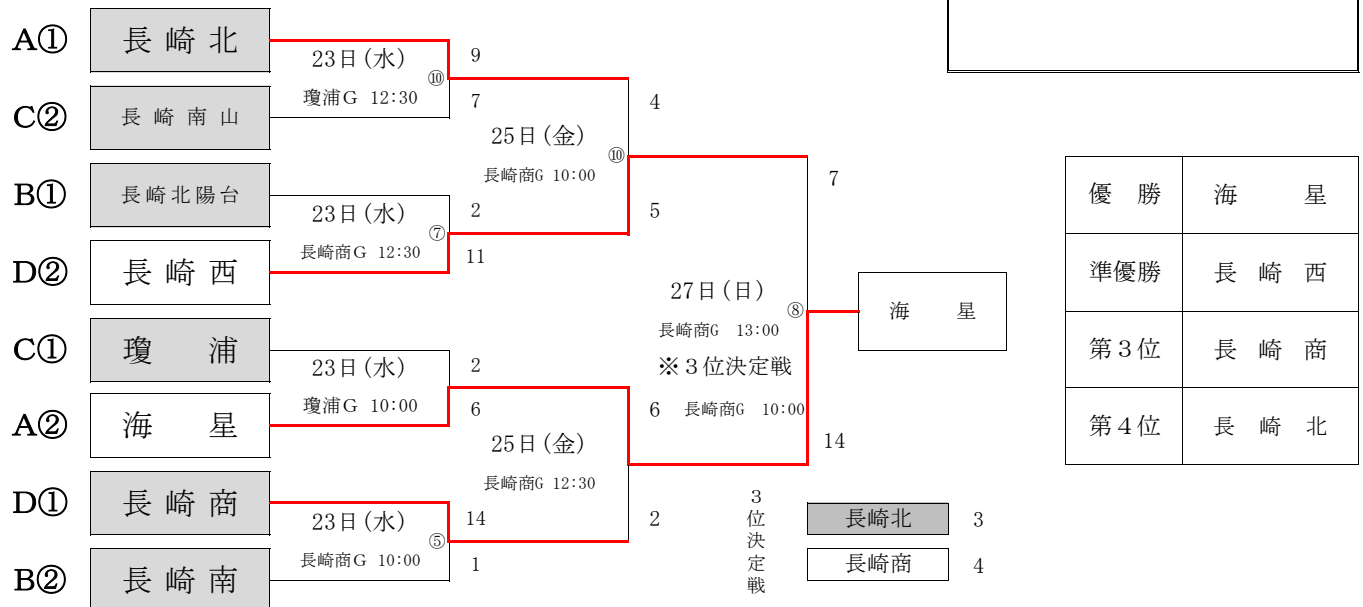 A① 長崎北
23日(水)
⑩
瓊浦G 12:30
9
7
C② 長崎南山
25日(金)
⑩
長崎商G 10:00
4
5
B① 長崎北陽台
23日(水)
⑦
長崎商G 12:30
2
11
D② 長崎西
27日(日)
⑧
長崎商G 13:00
※３位決定戦
長崎商G 10:00
7
14
海星
C① 瓊浦
23日(水)
瓊浦G 10:00
2
6
A② 海星
25日(金)
長崎商G 12:30
6
2
D① 長崎商
23日(水)
⑤
長崎商G 10:00
14
1
B② 長崎南
３位決定戦
長崎北 3
長崎商 4
優勝 海星
準優勝 長崎西
第３位 長崎商
第４位 長崎北